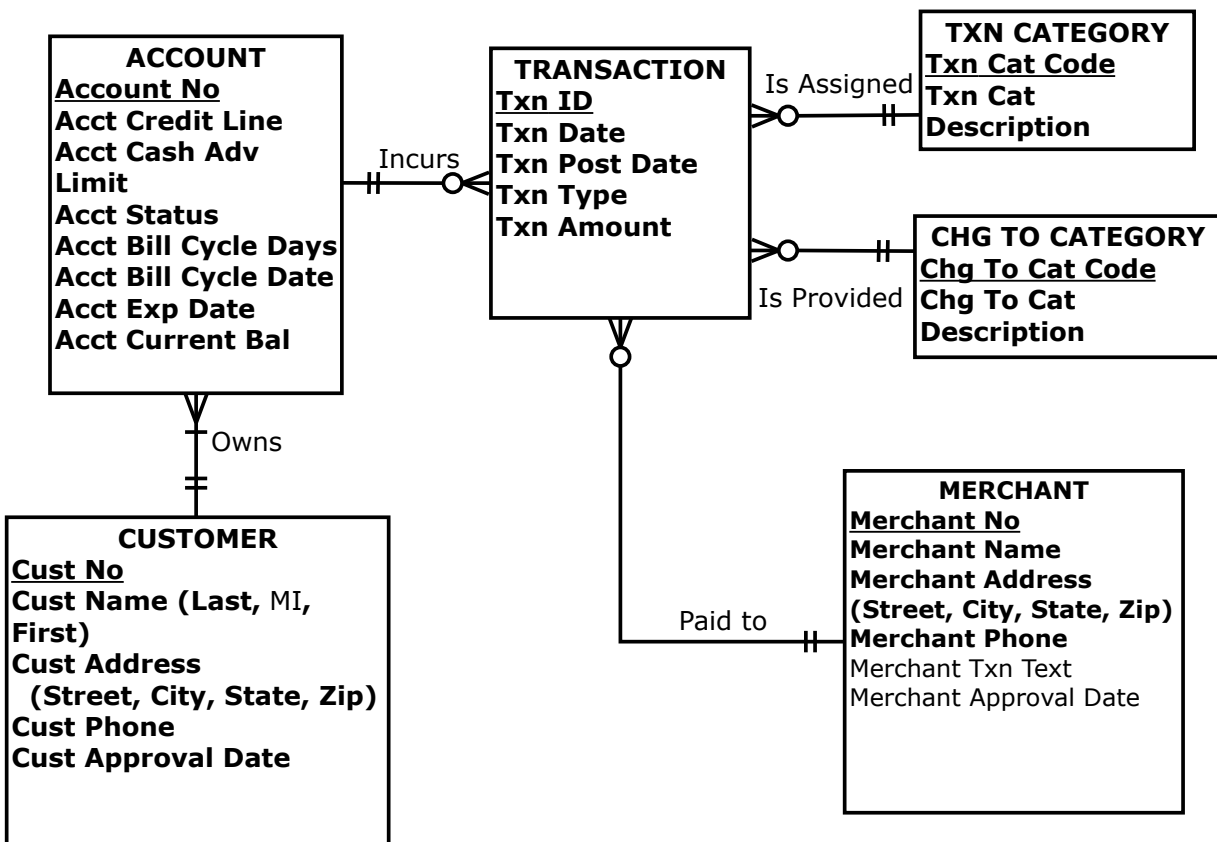 ACCOUNT
Account No
Acct Credit Line
Acct Cash Adv
Limit
Acct Status
Acct Bill Cycle Days
Acct Bill Cycle Date
Acct Exp Date
Acct Current Bal
Incurs
TRANSACTION
Txn ID
Txn Date
Txn Post Date
Txn Type
Txn Amount
Is Assigned
TXN CATEGORY
Txn Cat Code
Txn Cat
Description
Is Provided
CHG TO CATEGORY
Chg To Cat Code
Chg To Cat
Description
Owns
CUSTOMER
Cust No
Cust Name (Last, MI,
First)
Cust Address
(Street, City, State, Zip)
Cust Phone
Cust Approval Date
Paid to
MERCHANT
Merchant No
Merchant Name
Merchant Address
(Street, City, State, Zip)
Merchant Phone
Merchant Txn Text
Merchant Approval Date